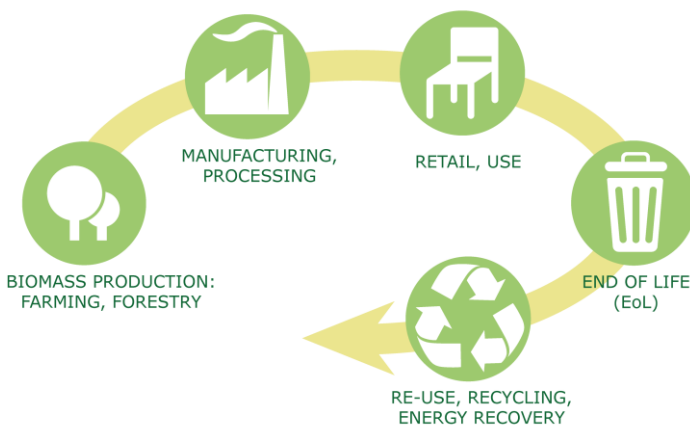 MANUFACTURING,
PROCESSING
RETAIL, USE
BIOMASS PRODUCTION:
FARMING, FORESTRY
END OF LIFE
(EoL)
RE-USE, RECYCLING,
ENERGY RECOVERY